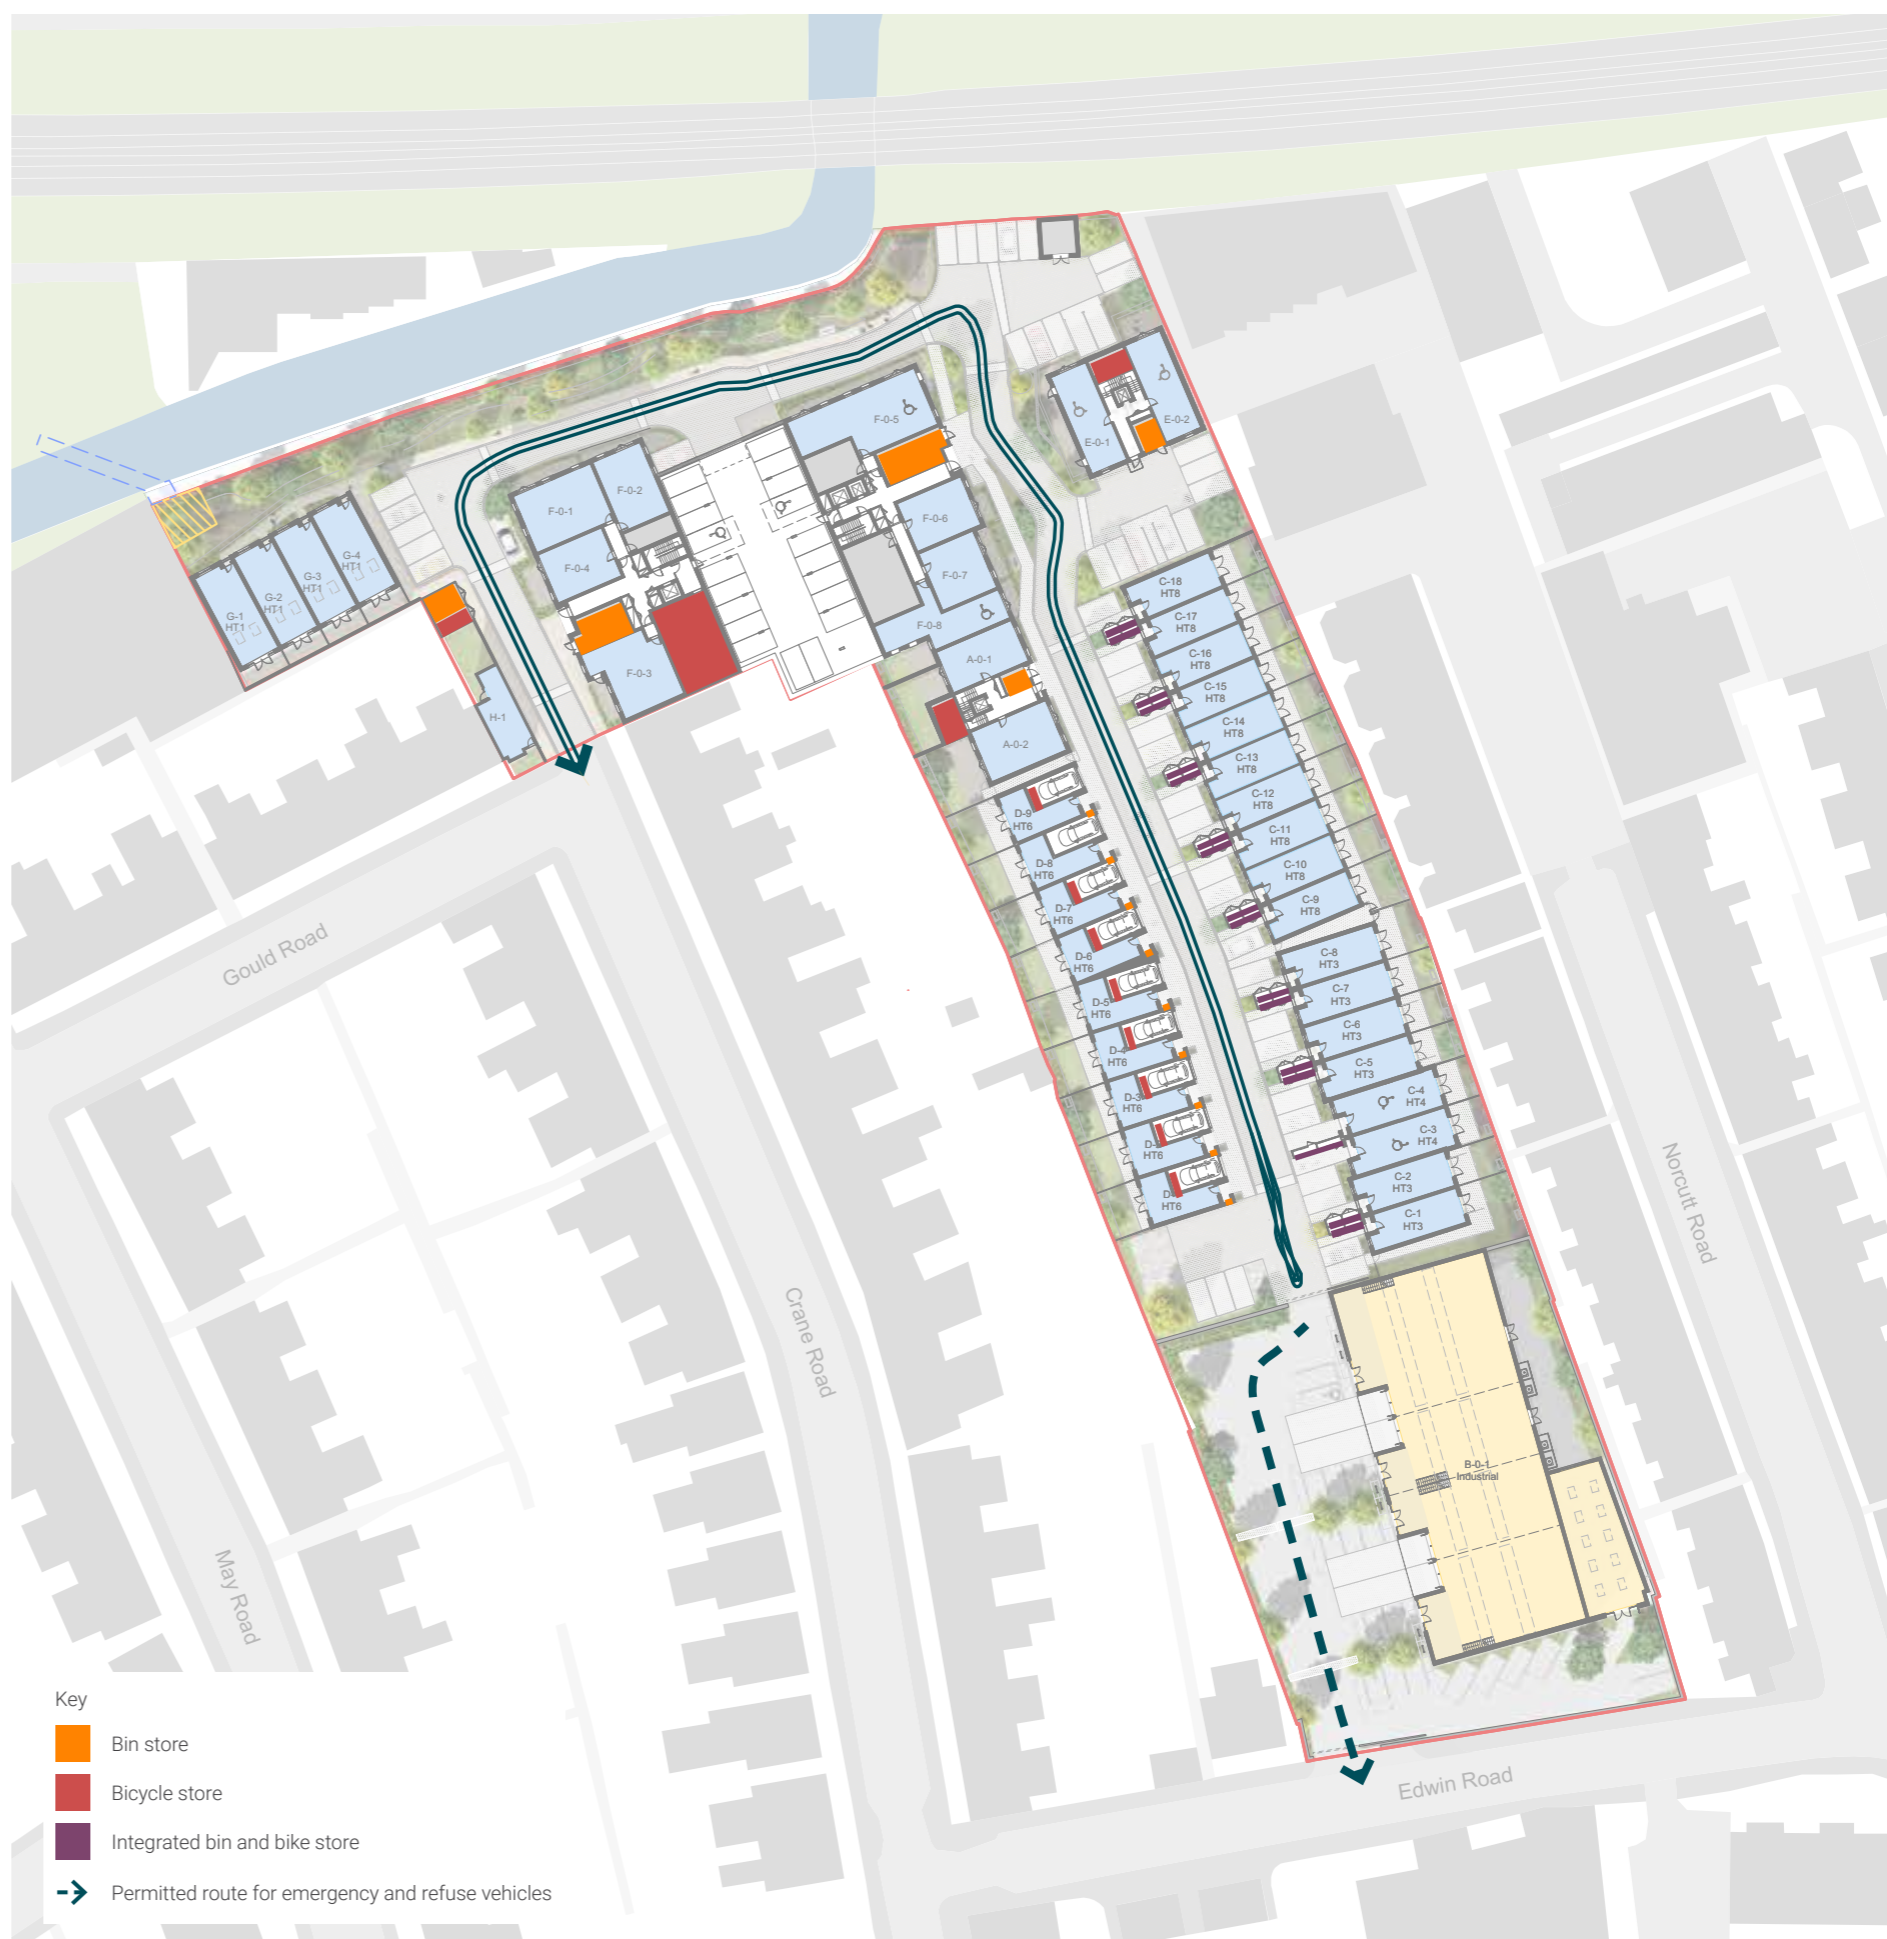 F-0-5
E-0-1
E-0-2
F-0-1
F-0-2
F-0-4
F-0-3
F-0-6
F-0-7
F-0-8
A-0-1
A-0-2
G-1
HT1
G-2
HT1
G-3
HT1
G-4
HT1
H-1
C-18
HT8
C-17
HT8
C-16
HT8
C-15
HT8
C-14
HT8
C-13
HT8
C-12
HT8
C-11
HT8
C-10
HT8
C-9
HT8
C-8
HT3
C-7
HT3
C-6
HT3
C-5
HT3
C-4
HT4
C-3
HT4
C-2
HT3
C-1
HT3
D-9
HT6
D-8
HT6
D-7
HT6
D-6
HT6
D-5
HT6
D-4
HT6
D-3
HT6
HT6
HT6
B-0-1
Industrial
Gould Road
Crane Road
May Road
Norcutt Road
Edwin Road
Key
Bin store
Bicycle store
Integrated bin and bike store
Permitted route for emergency and refuse vehicles